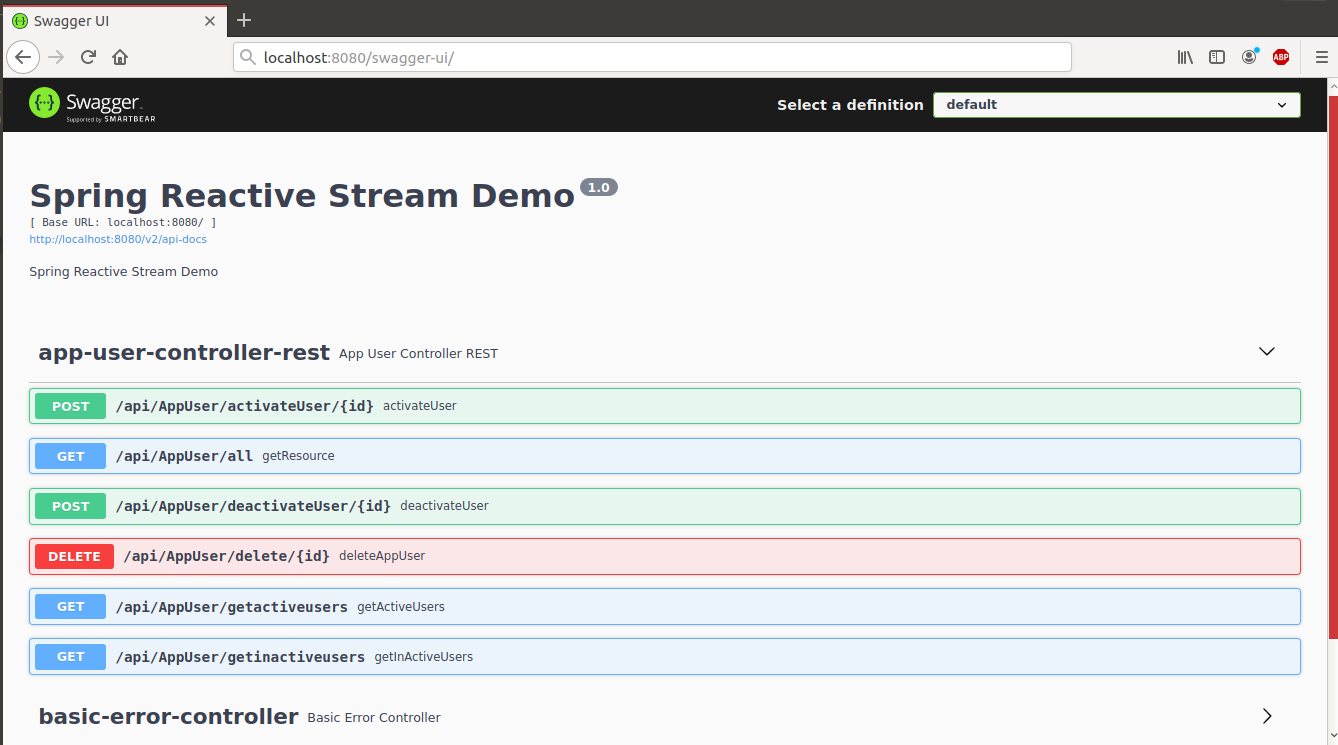 Swagger UI
localhost:8080/swagger-ui/
ABP
Swagger
Supported by SMARTBEAR
Select a definition default
Spring Reactive Stream Demo 1.0
[ Base URL: localhost:8080/ ]
http://localhost:8080/v2/api-docs
Spring Reactive Stream Demo
app-user-controller-rest App User Controller REST
POST /api/AppUser/activateUser/{id} activateUser
GET /api/AppUser/all getResource
POST /api/AppUser/deactivateUser/{id} deactivateUser
DELETE /api/AppUser/delete/{id} deleteAppUser
GET /api/AppUser/getactiveusers getActiveUsers
GET /api/AppUser/getinactiveusers getInActiveUsers
basic-error-controller Basic Error Controller